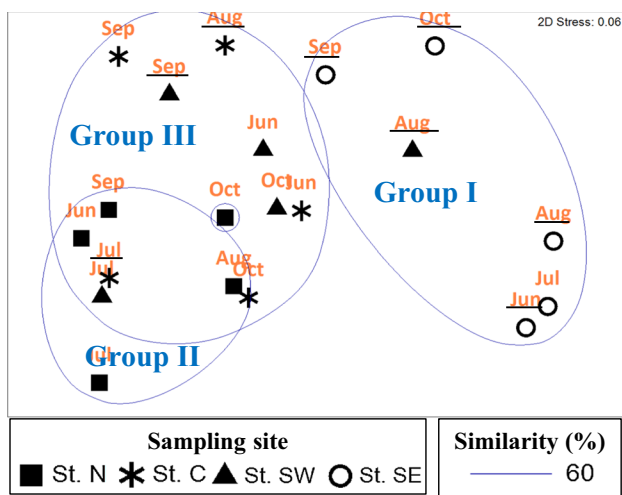 2D Stress: 0.06
Oct
Aug
Sep
Sep
Sep
Aug
Group III
Jun
Group I
Sep
Jun
Oct
Oct
Jun
Jul
Jul
Aug
Oct
Aug
Jul
Jun
Group II
Jul
Sampling site
St. N
St. C
St. SW
St. SE
Similarity (%)
60